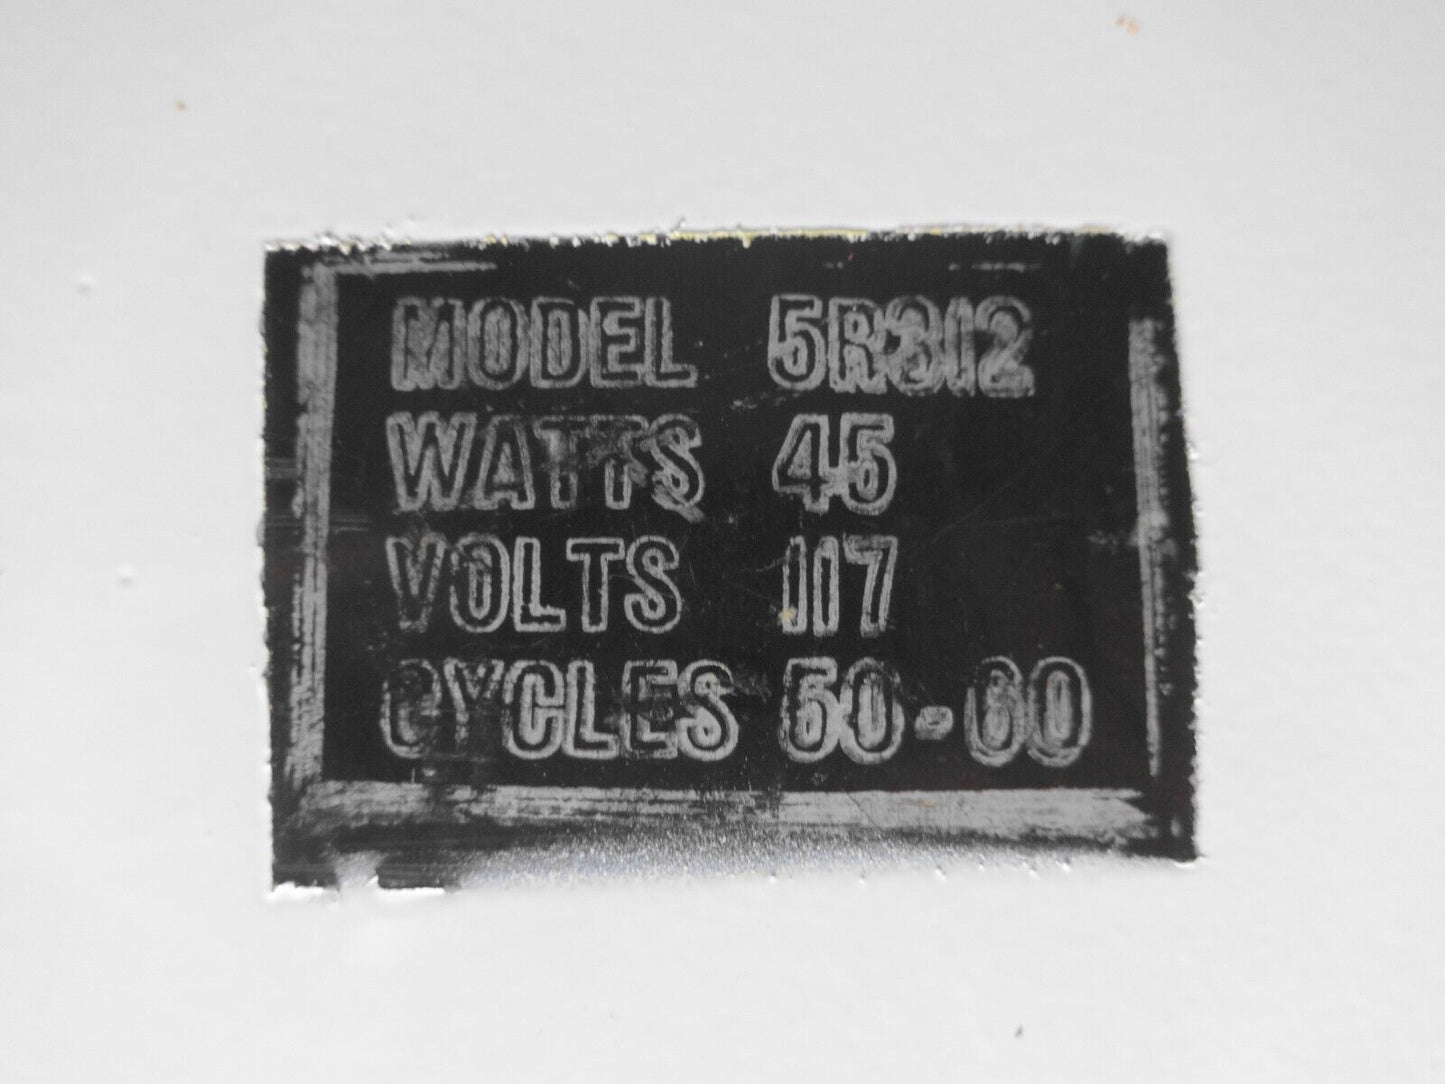 MODEL 5R312
WATTS 45
VOLTS 117
CYCLES 50-60